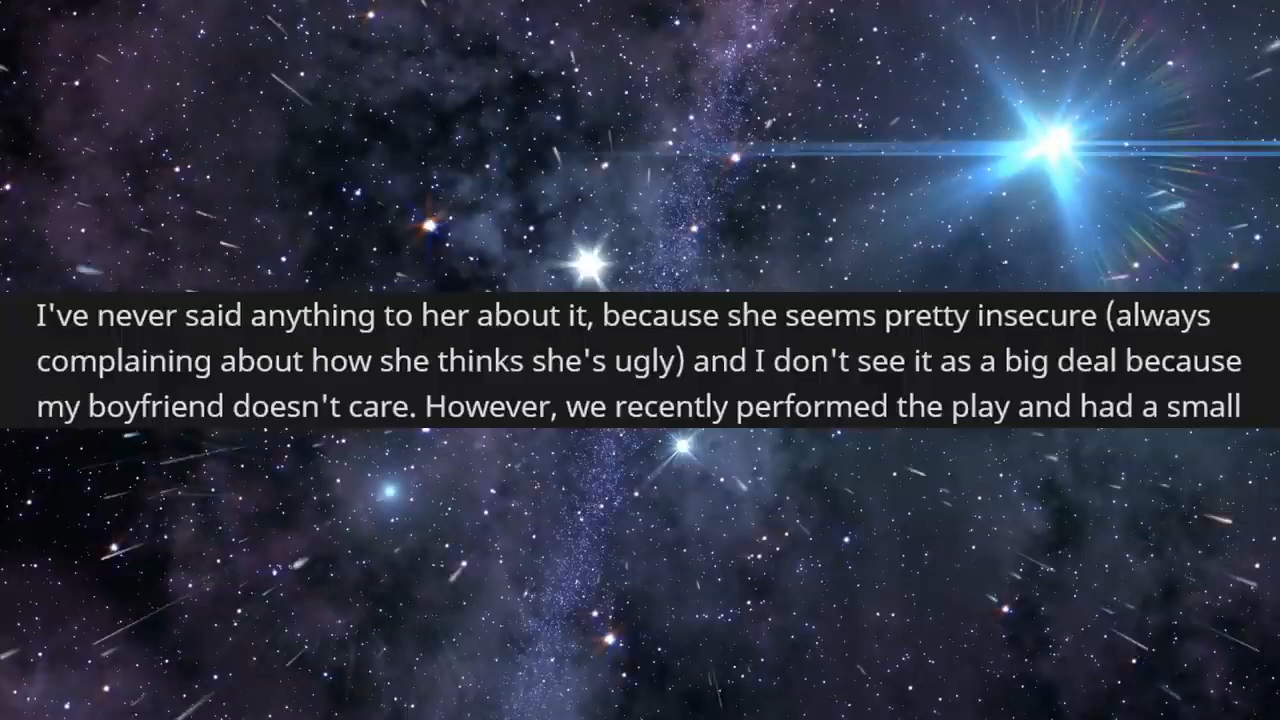 I've never said anything to her about it, because she seems pretty insecure (always
complaining about how she thinks she's ugly) and I don't see it as a big deal because
my boyfriend doesn't care. However, we recently performed the play and had a small